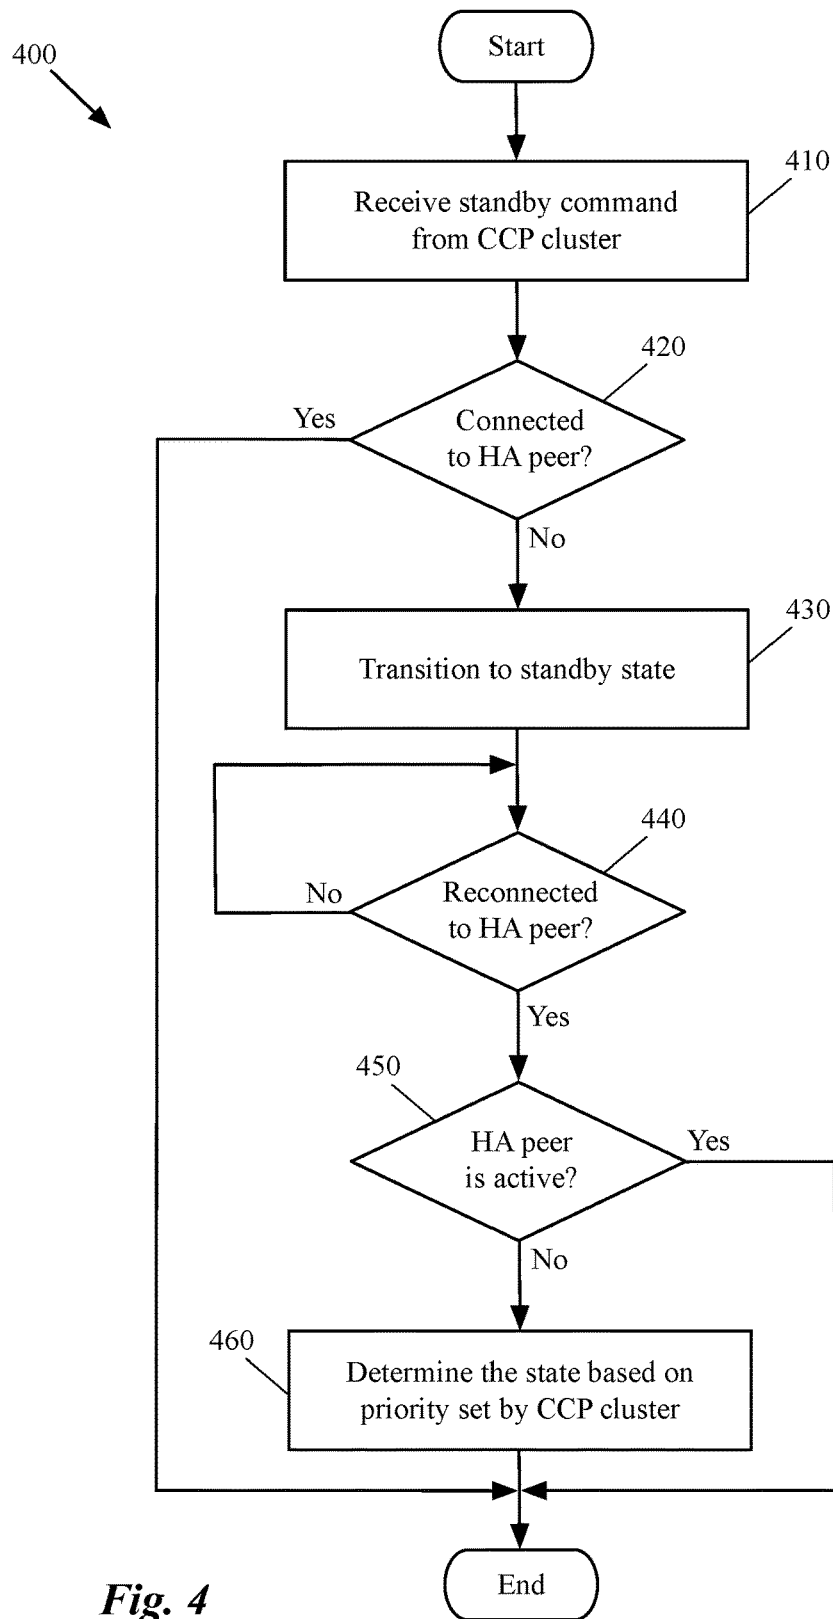 400
Start
410
Receive standby command
from CCP cluster
420
Yes
Connected
to HA peer?
No
430
Transition to standby state
440
No
Reconnected
to HA peer?
Yes
450
HA peer
is active?
Yes
No
460
Determine the state based on
priority set by CCP cluster
End
Fig. 4